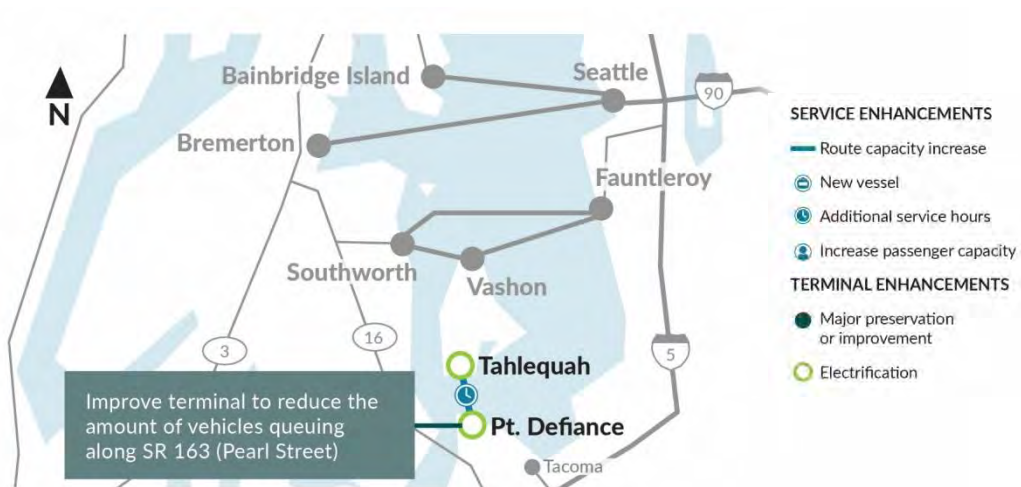 N
Bainbridge Island
Seattle
90
Bremerton
Fauntleroy
Southworth
Vashon
3
16
5
Tahlequah
Pt. Defiance
Tacoma
Improve terminal to reduce the
amount of vehicles queuing
along SR 163 (Pearl Street)
SERVICE ENHANCEMENTS
Route capacity increase
New vessel
Additional service hours
Increase passenger capacity
TERMINAL ENHANCEMENTS
Major preservation
or improvement
Electrification